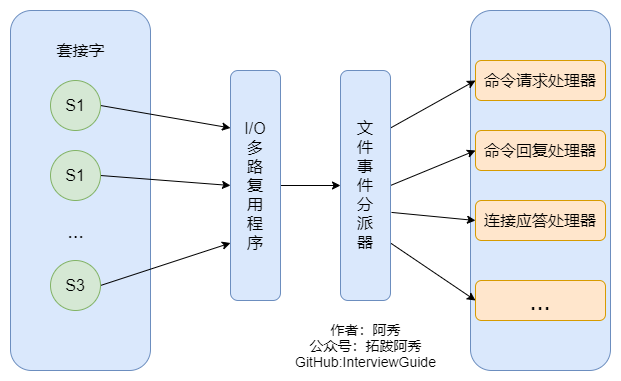 套接字
S1
S1
...
S3
I/O
多
路
复
用
程
序
文
件
事
件
分
派
器
命令请求处理器
命令回复处理器
连接应答处理器
...
作者：阿秀
公众号：拓跋阿秀
GitHub:InterviewGuide